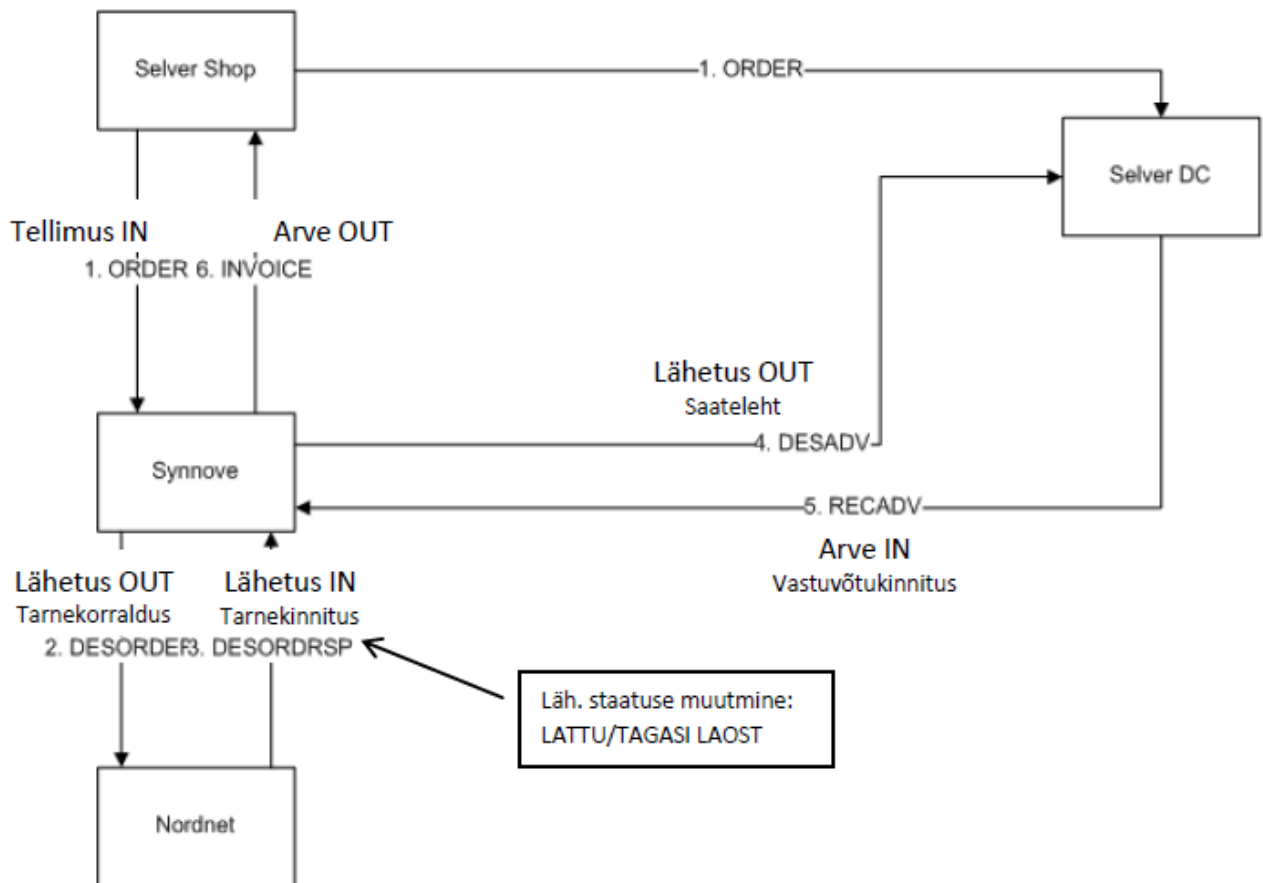 Selver Shop
1. ORDER
Selver DC
Tellimus IN
Arve OUT
1. ORDER
6. INVOICE
Lähetus OUT
Saateleht
4. DESADV
Synnove
5. RECADV
Arve IN
Vastuvõtukinnitus
Lähetus OUT
Tarnekorraldus
Lähetus IN
Tarnekinnitus
2. DESORDER
3. DESORDRSP
Läh. staatuse muutmine:
LATTU/TAGASI LAOST
Nordnet